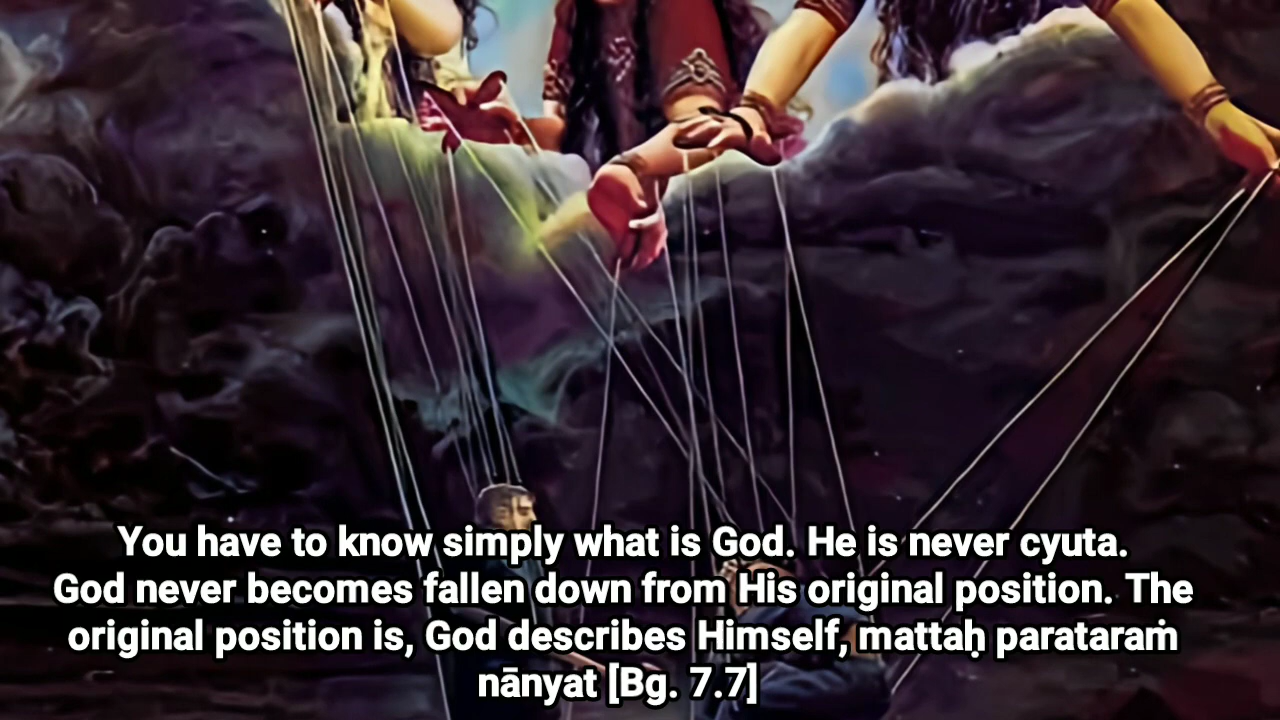 You have to know simply what is God. He is never cyuta.
God never becomes fallen down from His original position. The
original position is, God describes Himself, mattaḥ parataraṁ
nānyat [Bg. 7.7]